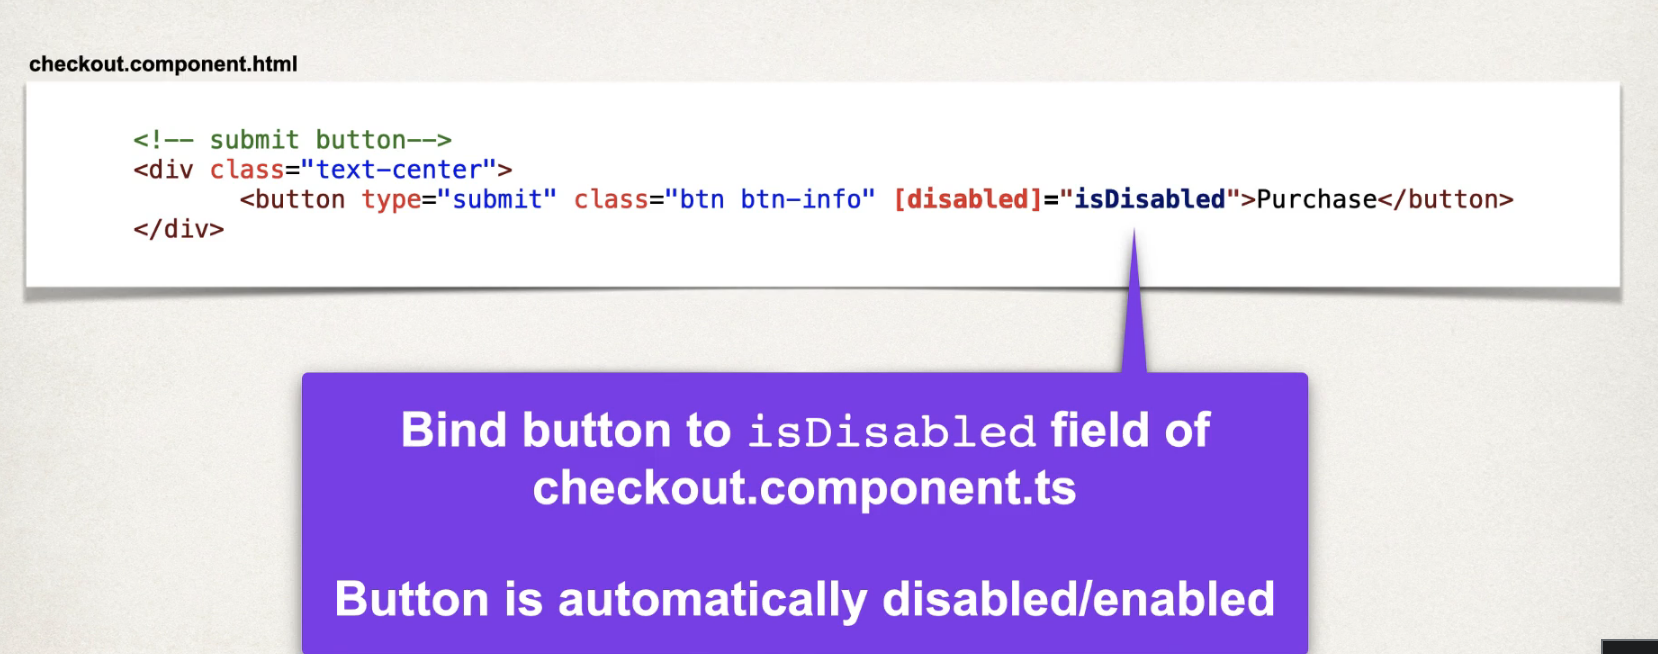 checkout.component.html
<!-- submit button-->
<div class="text-center">
<button type="submit" class="btn btn-info" [disabled]="isDisabled">Purchase</button>
</div>
Bind button to isDisabled field of
checkout.component.ts
Button is automatically disabled/enabled